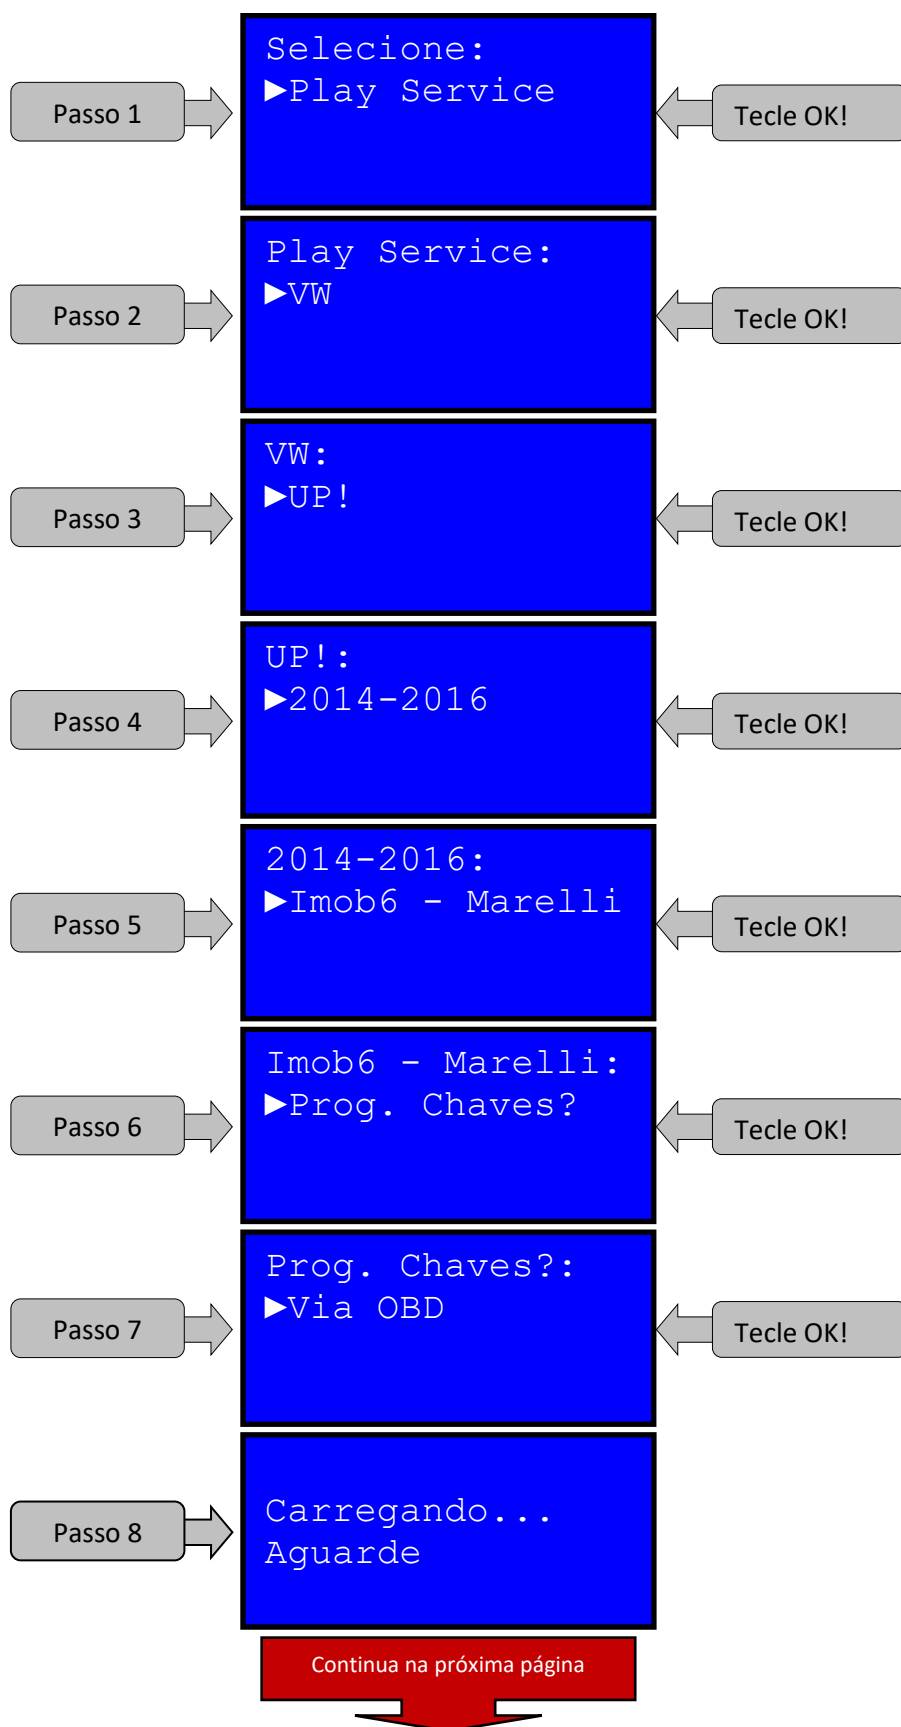 Passo 1
Selecione:
►Play Service
Tecle OK!
Passo 2
Play Service:
►VW
Tecle OK!
Passo 3
VW:
►UP!
Tecle OK!
Passo 4
UP!:
►2014-2016
Tecle OK!
Passo 5
2014-2016:
►Imob6 - Marelli
Tecle OK!
Passo 6
Imob6 - Marelli:
►Prog. Chaves?
Tecle OK!
Passo 7
Prog. Chaves?:
►Via OBD
Tecle OK!
Passo 8
Carregando...
Aguarde
Continua na próxima página